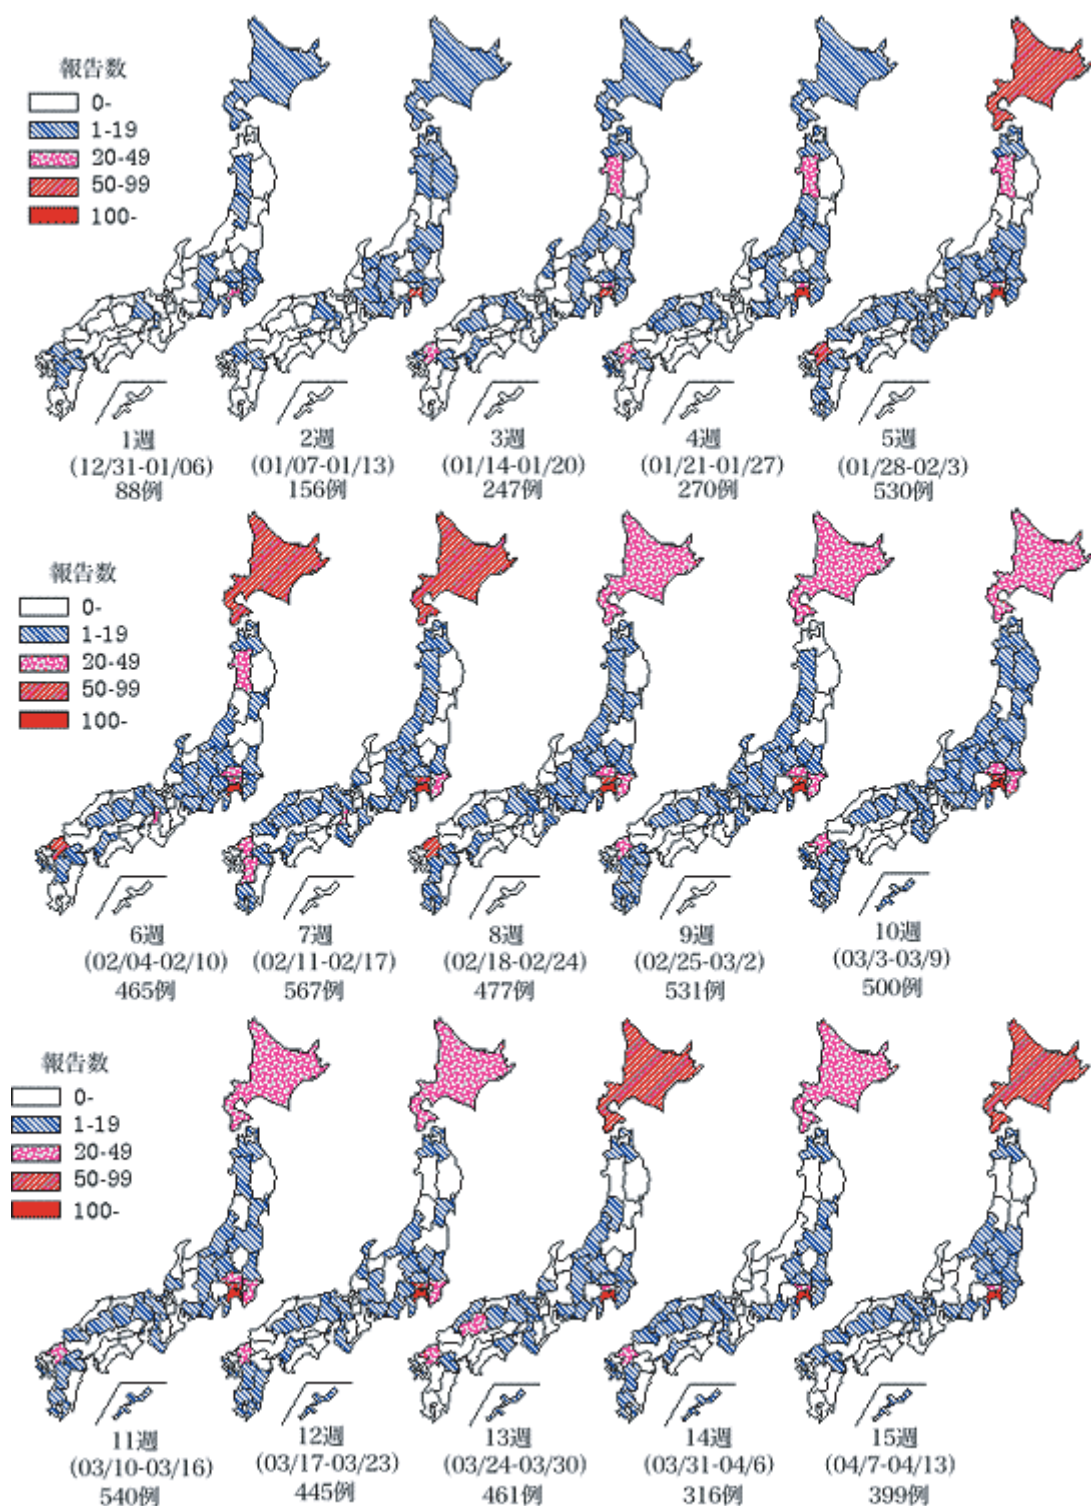 報告数
0-
1-19
20-49
50-99
100-
1週
(12/31-01/06)
88例
2週
(01/07-01/13)
156例
3週
(01/14-01/20)
247例
4週
(01/21-01/27)
270例
5週
(01/28-02/3)
530例
報告数
0-
1-19
20-49
50-99
100-
6週
(02/04-02/10)
465例
7週
(02/11-02/17)
567例
8週
(02/18-02/24)
477例
9週
(02/25-03/2)
531例
10週
(03/3-03/9)
500例
報告数
0-
1-19
20-49
50-99
100-
11週
(03/10-03/16)
540例
12週
(03/17-03/23)
445例
13週
(03/24-03/30)
461例
14週
(03/31-04/6)
316例
15週
(04/7-04/13)
399例